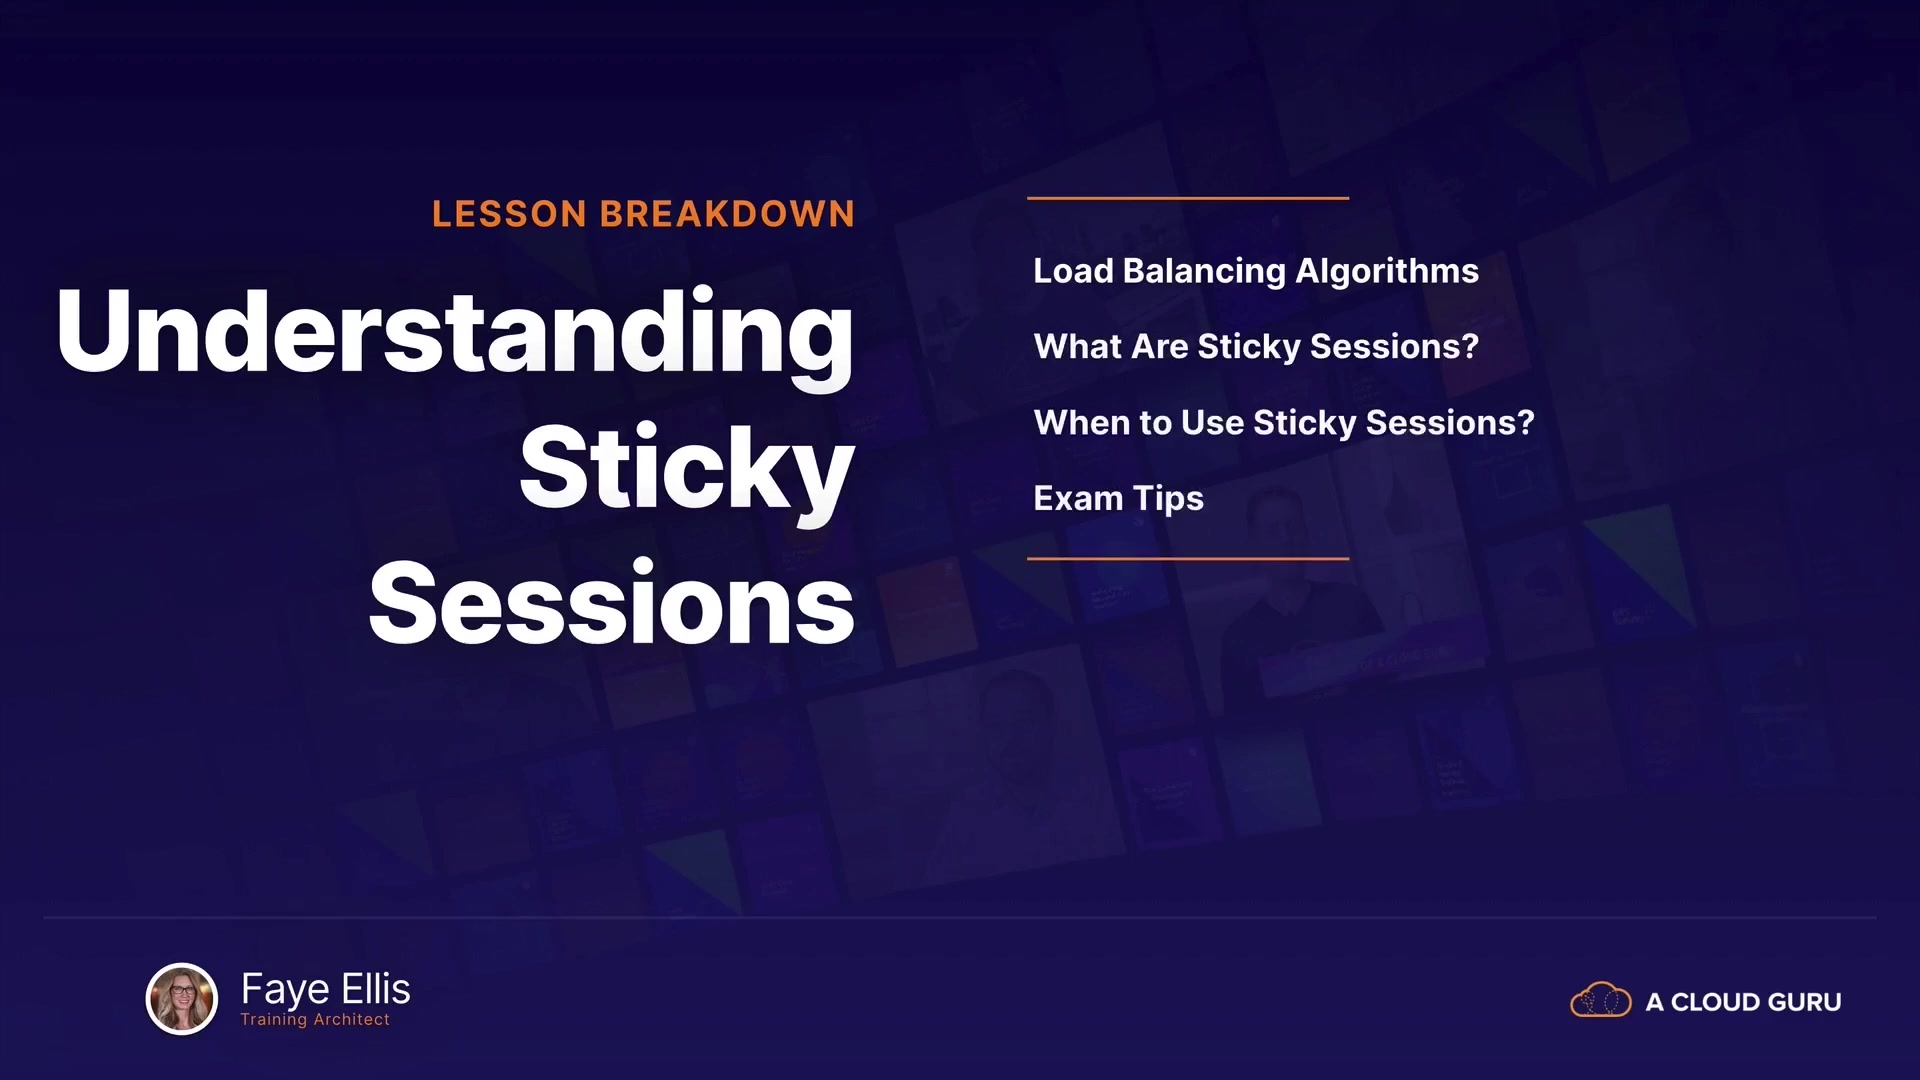 LESSON BREAKDOWN
Understanding
Sticky
Sessions
Load Balancing Algorithms
What Are Sticky Sessions?
When to Use Sticky Sessions?
Exam Tips
Faye Ellis
Training Architect
A CLOUD GURU